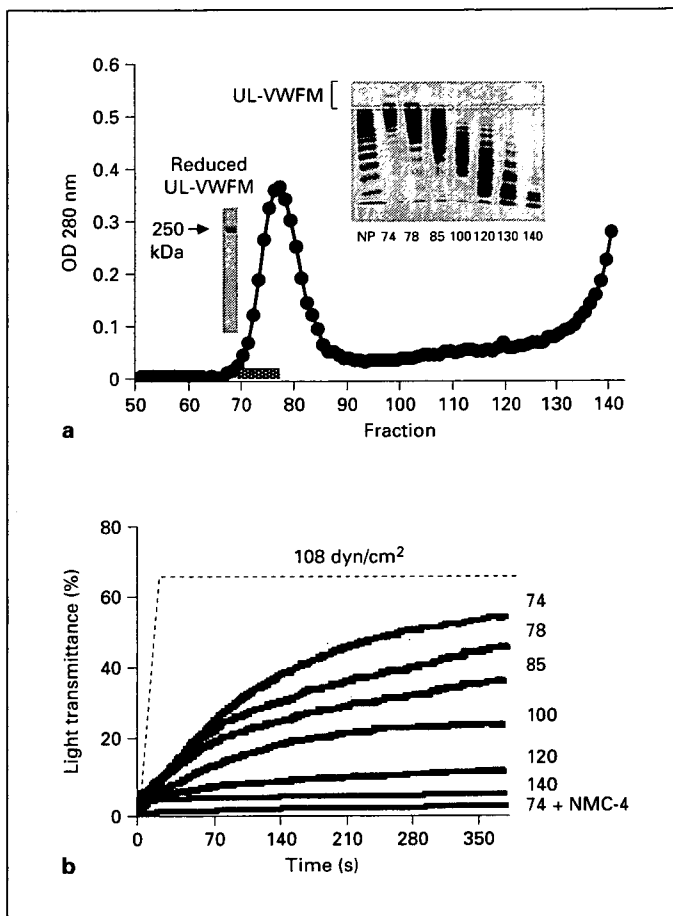 0.6
0.5
0.4
0.3
0.2
0.1
0
OD 280 nm
UL-VWFM
Reduced
UL-VWFM
250
kDa
NP 74 78 85 100 120 130 140
50 60 70 80 90 100 110 120 130 140
a
Fraction
80
60
40
20
0
Light transmittance (%)
108 dyn/cm²
74
78
85
100
120
140
74 + NMC-4
0 70 140 210 280 350
b
Time (s)